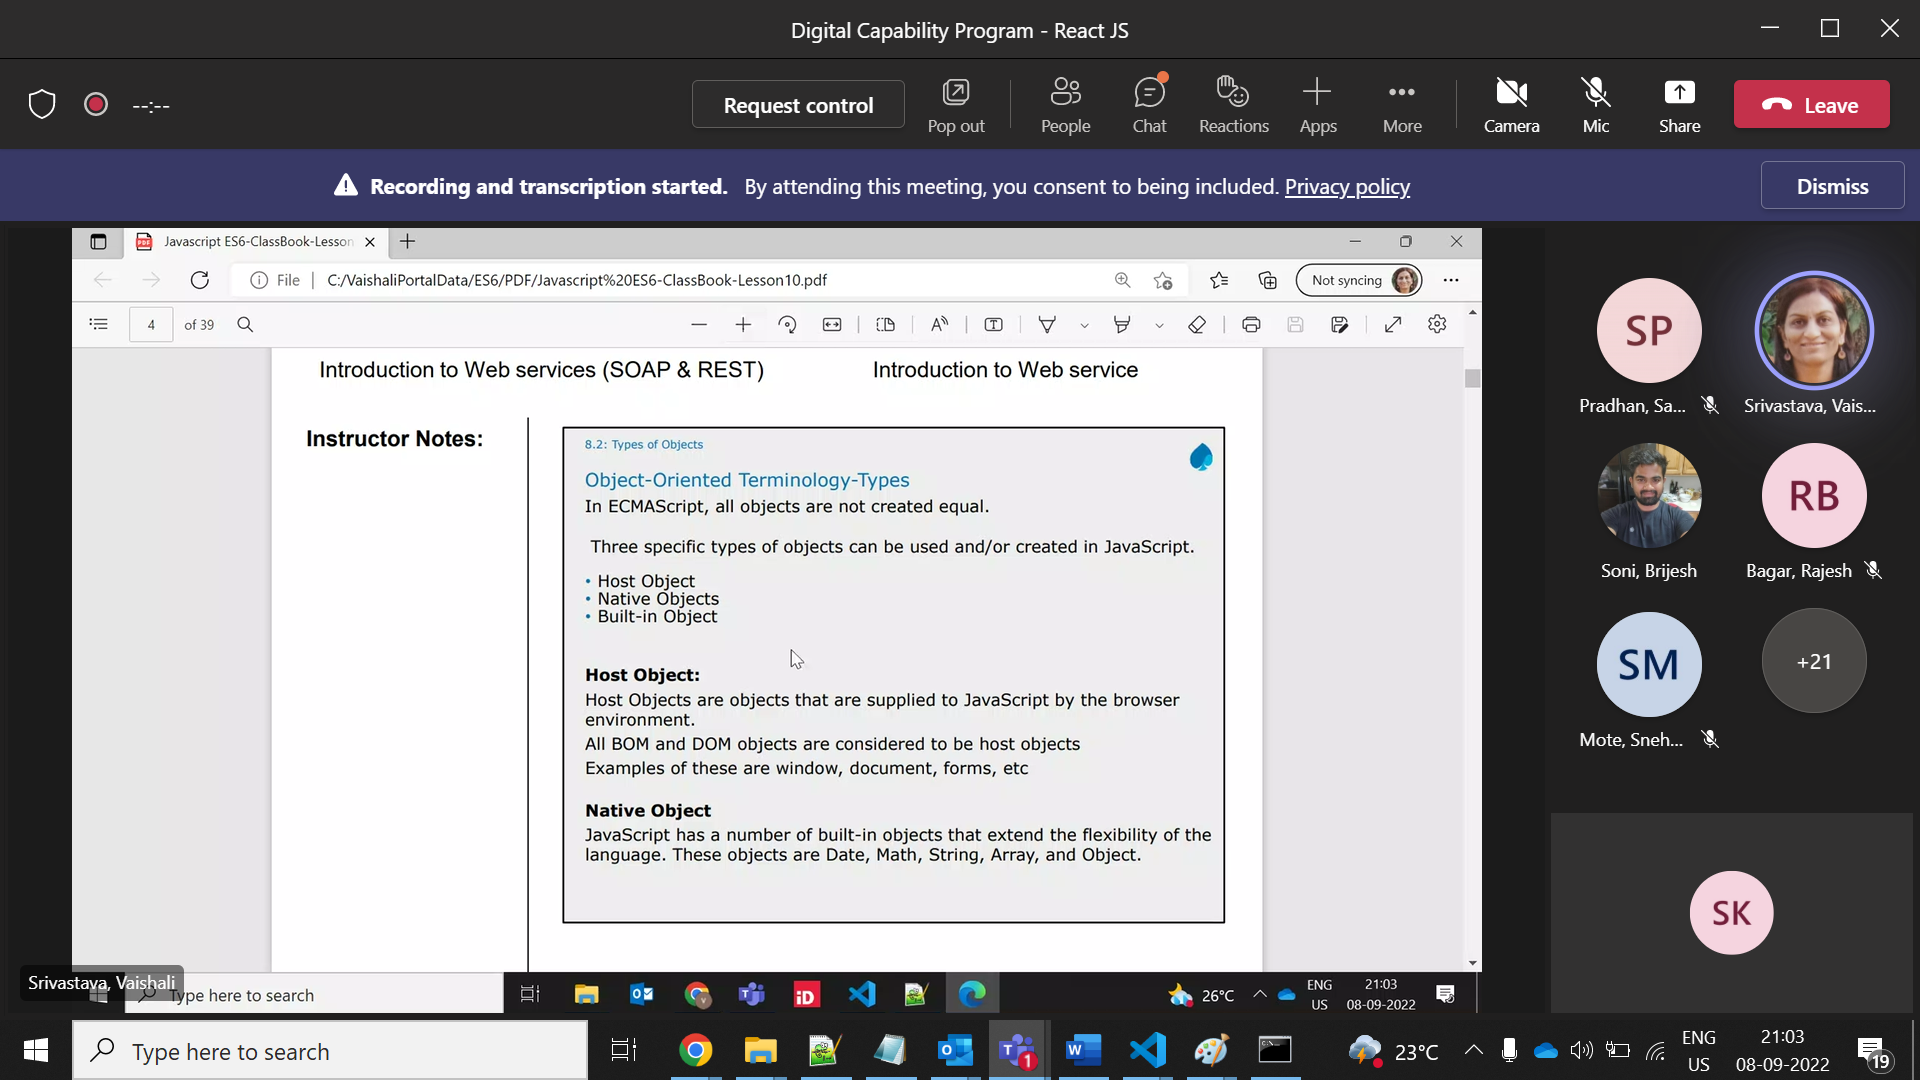 Digital Capability Program - React JS
--:--
Request control
Pop out
People
Chat
Reactions
Apps
More
Camera
Mic
Share
Leave
Recording and transcription started. By attending this meeting, you consent to being included. Privacy policy
Dismiss
Javascript ES6-ClassBook-Lesson
File
C:/VaishaliPortalData/ES6/PDF/Javascript%20ES6-ClassBook-Lesson10.pdf
Not syncing
4 of 39
Introduction to Web services (SOAP & REST)
Introduction to Web service
Instructor Notes:
8.2: Types of Objects
Object-Oriented Terminology-Types
In ECMAScript, all objects are not created equal.
Three specific types of objects can be used and/or created in JavaScript.
• Host Object
• Native Objects
• Built-in Object
Host Object:
Host Objects are objects that are supplied to JavaScript by the browser
environment.
All BOM and DOM objects are considered to be host objects
Examples of these are window, document, forms, etc
Native Object
JavaScript has a number of built-in objects that extend the flexibility of the
language. These objects are Date, Math, String, Array, and Object.
SP
Pradhan, Sa...
Srivastava, Vais...
Soni, Brijesh
RB
Bagar, Rajesh
SM
Mote, Sneh...
+21
SK
Srivastava, Vaishali
Type here to search
iD
26°C
ENG
US
21:03
08-09-2022
Type here to search
1
W
23°C
ENG
US
21:03
08-09-2022
19